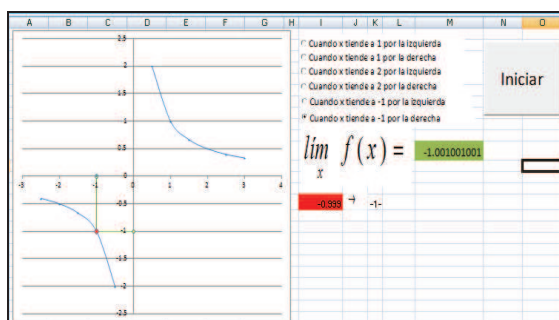 A B C D E F G H I J K L M N O
2.5
2
1.5
1
0.5
0
-3 -2 -1 0 1 2 3 4
-0.5
-1
-1.5
-2
-2.5
Cuando x tiende a 1 por la izquierda
Cuando x tiende a 1 por la derecha
Cuando x tiende a 2 por la izquierda
Cuando x tiende a 2 por la derecha
Cuando x tiende a -1 por la izquierda
Cuando x tiende a -1 por la derecha
Iniciar
lím f(x) = -1.001001001
x
-0.999 → -1-